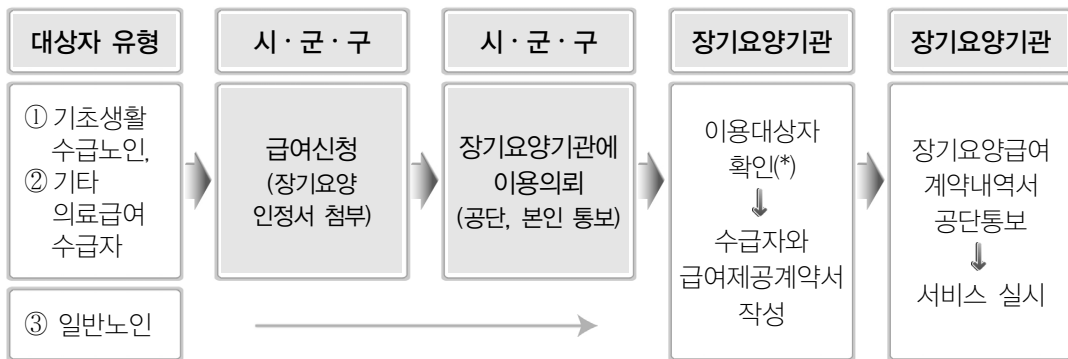 대상자 유형
시·군·구
시·군·구
장기요양기관
장기요양기관
① 기초생활
수급노인,
② 기타
의료급여
수급자
급여신청
(장기요양
인정서 첨부)
장기요양기관에
이용의뢰
(공단, 본인 통보)
이용대상자
확인(*)
수급자와
급여제공계약서
작성
장기요양급여
계약내역서
공단통보
서비스 실시
③ 일반노인